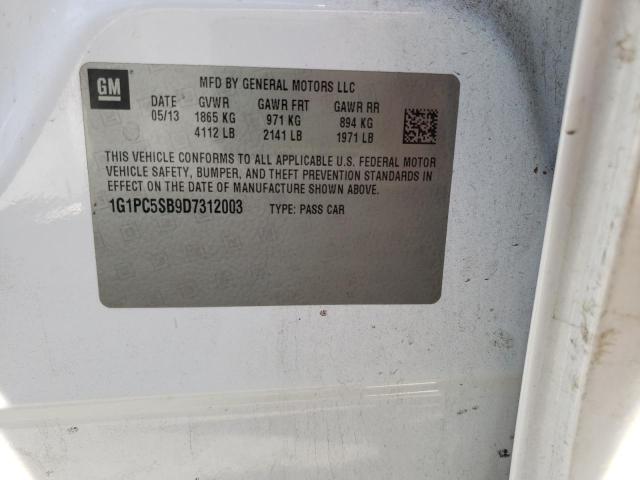 GM
MFD BY GENERAL MOTORS LLC
DATE GVWR GAWR FRT GAWR RR
05/13 1865 KG 971 KG 894 KG
4112 LB 2141 LB 1971 LB
THIS VEHICLE CONFORMS TO ALL APPLICABLE U.S. FEDERAL MOTOR
VEHICLE SAFETY, BUMPER, AND THEFT PREVENTION STANDARDS IN
EFFECT ON THE DATE OF MANUFACTURE SHOWN ABOVE.
1G1PC5SB9D7312003 TYPE: PASS CAR